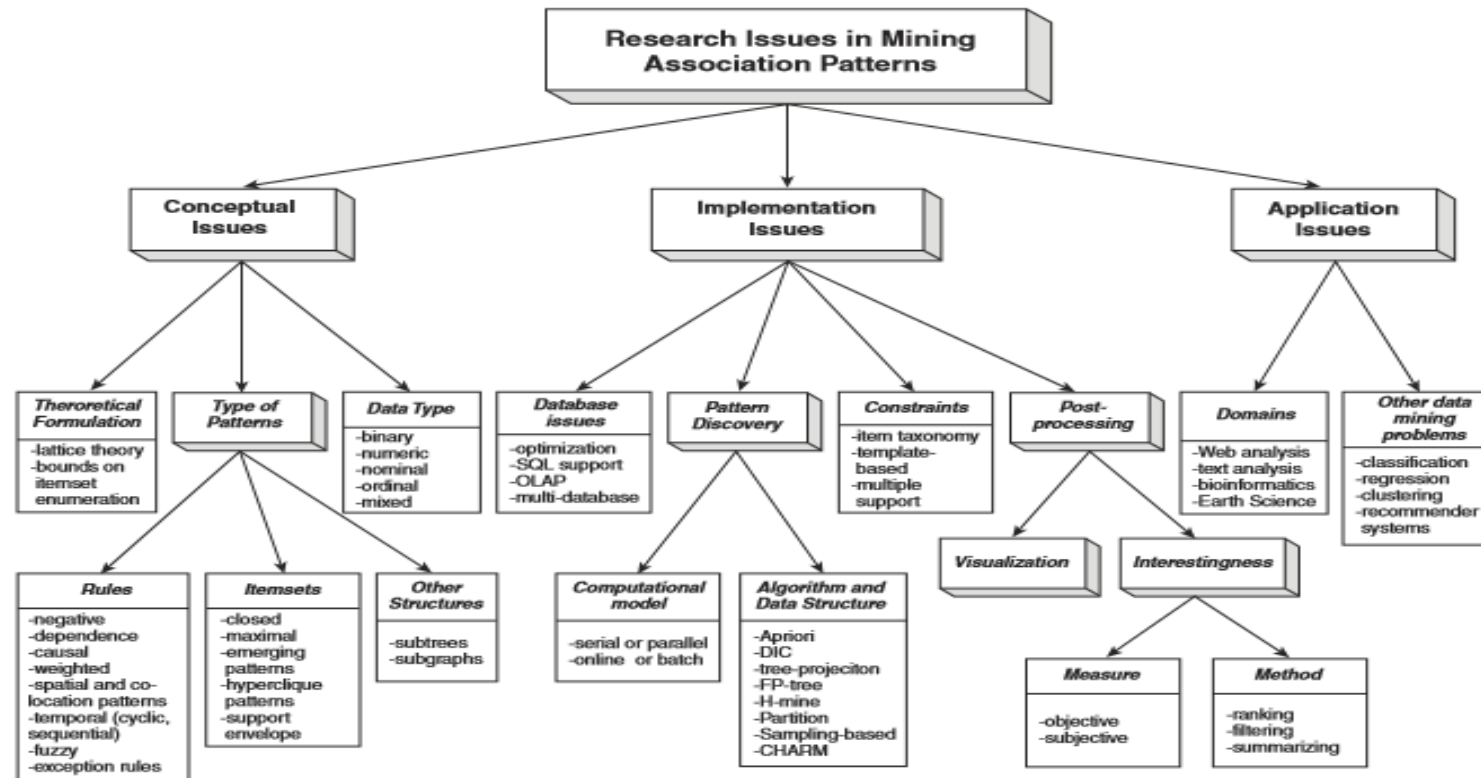 Research Issues in Mining
Association Patterns
Conceptual
Issues
Implementation
Issues
Application
Issues
Theroretical
Formulation
-lattice theory
-bounds on
itemset
enumeration
Type of
Patterns
Data Type
-binary
-numeric
-nominal
-ordinal
-mixed
Database
issues
-optimization
-SQL support
-OLAP
-multi-database
Pattern
Discovery
Constraints
-item taxonomy
-template-
based
-multiple
support
Post-
processing
Domains
-Web analysis
-text analysis
-bioinformatics
-Earth Science
Other data
mining
problems
-classification
-regression
-clustering
-recommender
systems
Rules
-negative
-dependence
-causal
-weighted
-spatial and co-
location patterns
-temporal (cyclic,
sequential)
-fuzzy
-exception rules
Itemsets
-closed
-maximal
-emerging
patterns
-hyperclique
patterns
-support
envelope
Other
Structures
-subtrees
-subgraphs
Computational
model
-serial or parallel
-online or batch
Algorithm and
Data Structure
-Apriori
-DIC
-tree-projeciton
-FP-tree
-H-mine
-Partition
-Sampling-based
-CHARM
Visualization
Interestingness
Measure
-objective
-subjective
Method
-ranking
-filtering
-summarizing